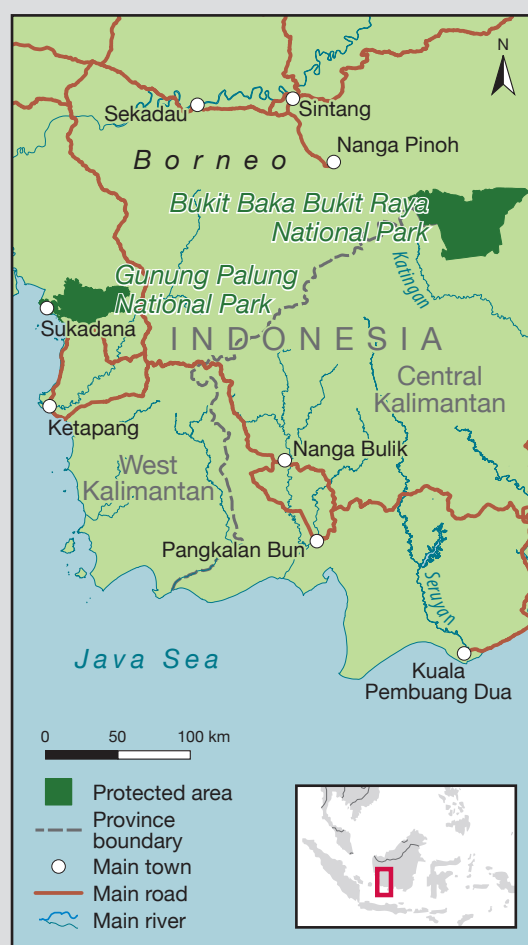 N
Sekadau
Sintang
Nanga Pinoh
Borneo
Bukit Baka Bukit Raya
National Park
Katingan
Gunung Palung
National Park
Sukadana
INDONESIA
Central
Kalimantan
Ketapang
Nanga Bulik
West
Kalimantan
Pangkalan Bun
Seruyan
Java Sea
Kuala
Pembuang Dua
0 50 100 km
Protected area
Province
boundary
Main town
Main road
Main river